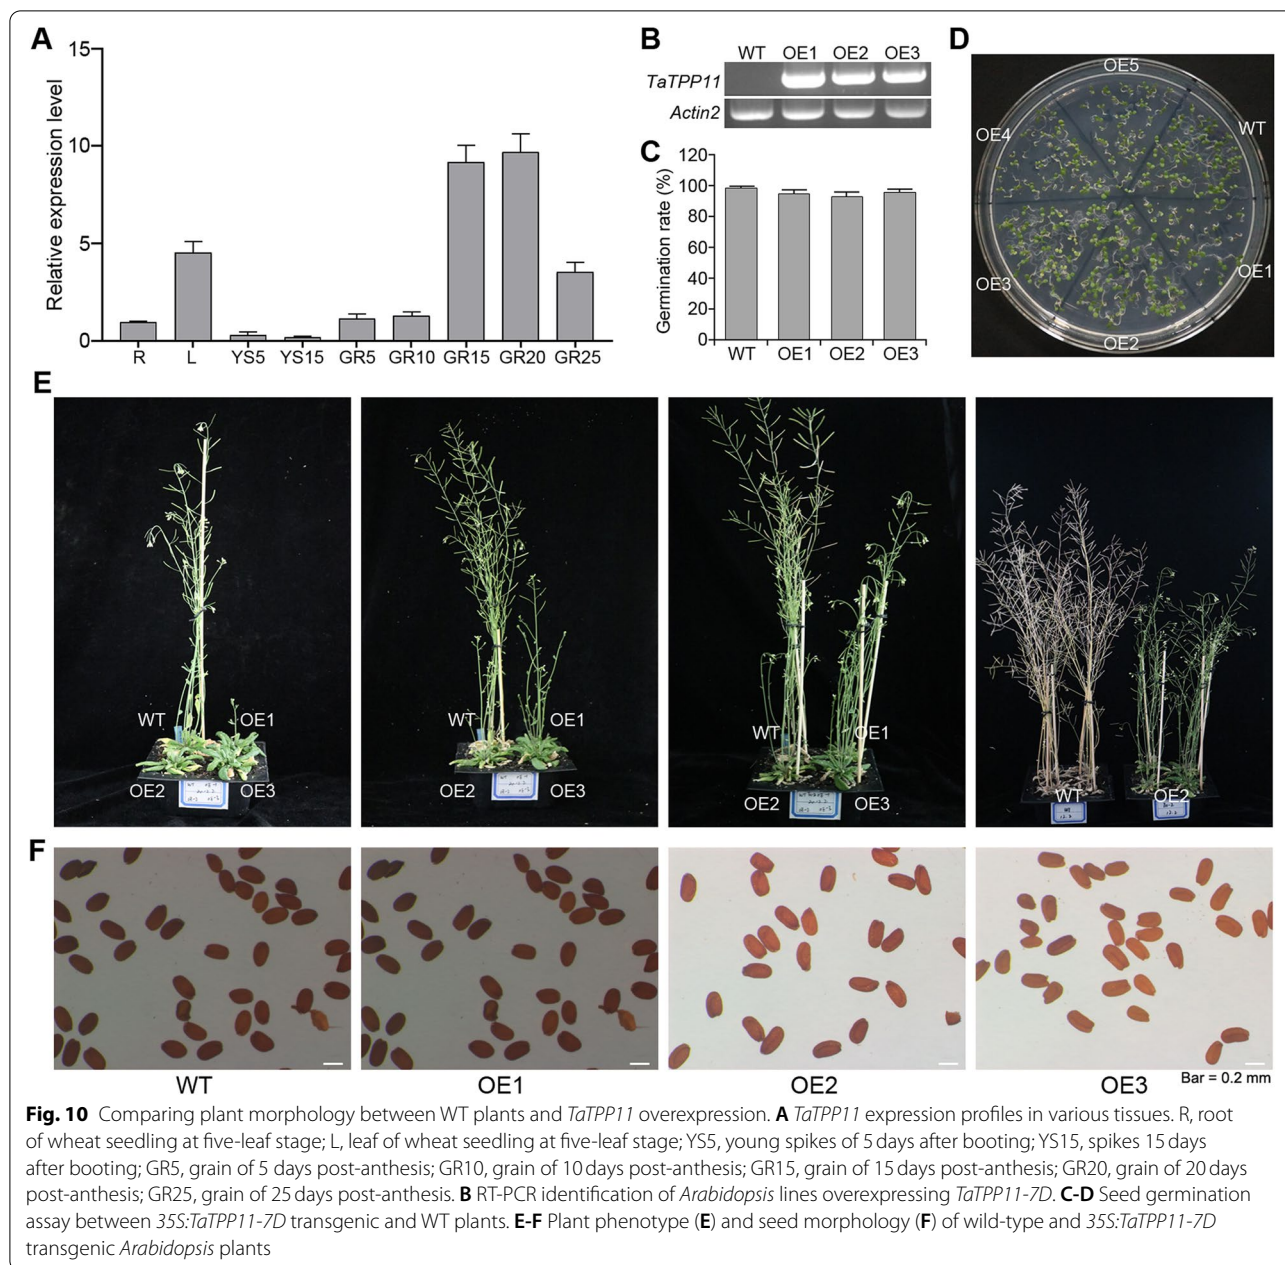 A
Relative expression level
15
10
5
0
R L YS5 YS15 GR5 GR10 GR15 GR20 GR25
B
WT OE1 OE2 OE3
TaTPP11
Actin2
C
Germination rate (%)
120
100
80
60
40
20
0
WT OE1 OE2 OE3
D
OE5
OE4 WT
OE3 OE1
OE2
E
WT OE1
OE2 OE3
WT OE1
OE2 OE3
WT OE1
OE2 OE3
WT OE2
F
WT OE1 OE2 OE3
Bar = 0.2 mm
Fig. 10 Comparing plant morphology between WT plants and TaTPP11 overexpression. A TaTPP11 expression profiles in various tissues. R, root
of wheat seedling at five-leaf stage; L, leaf of wheat seedling at five-leaf stage; YS5, young spikes of 5 days after booting; YS15, spikes 15 days
after booting; GR5, grain of 5 days post-anthesis; GR10, grain of 10 days post-anthesis; GR15, grain of 15 days post-anthesis; GR20, grain of 20 days
post-anthesis; GR25, grain of 25 days post-anthesis. B RT-PCR identification of Arabidopsis lines overexpressing TaTPP11-7D. C-D Seed germination
assay between 35S:TaTPP11-7D transgenic and WT plants. E-F Plant phenotype (E) and seed morphology (F) of wild-type and 35S:TaTPP11-7D
transgenic Arabidopsis plants